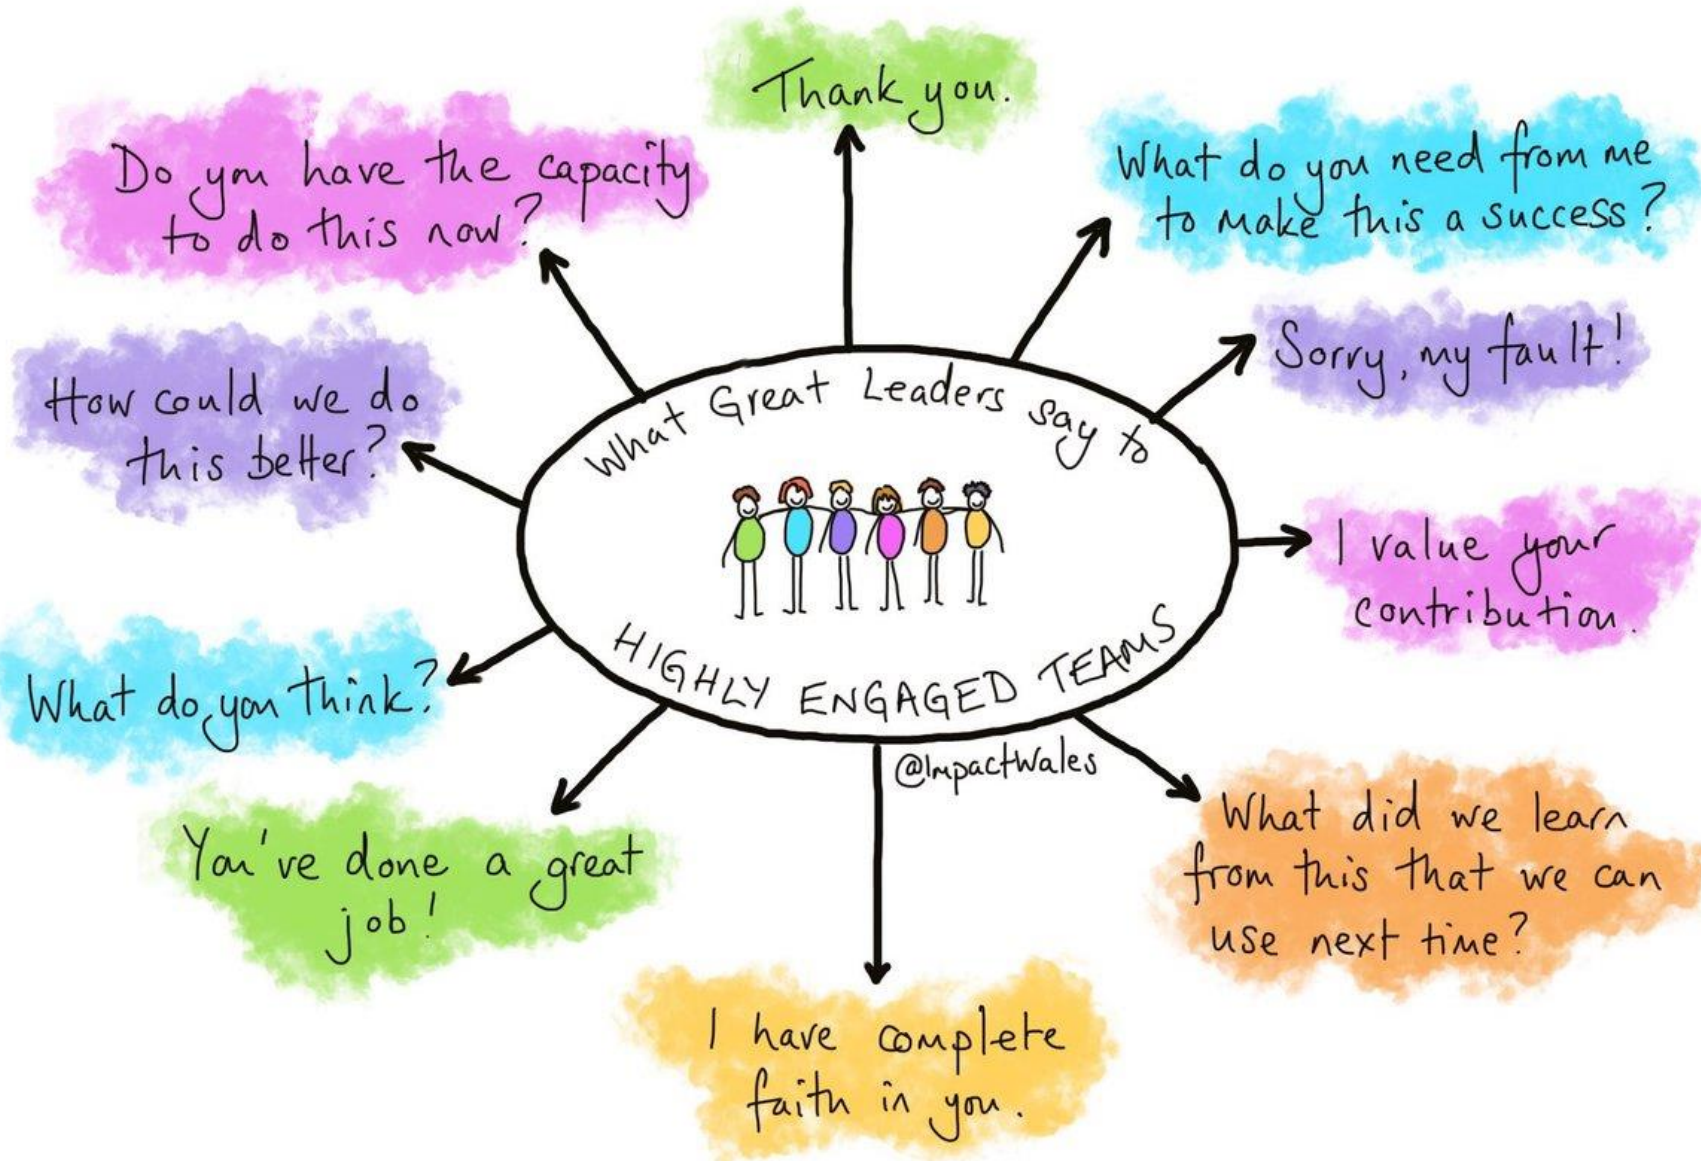 Thank you.
What do you need from me
to make this a success?
Sorry, my fault!
I value your
contribution.
What did we learn
from this that we can
use next time?
I have complete
faith in you.
You've done a great
job!
What do you think?
How could we do
this better?
Do you have the capacity
to do this now?
What Great Leaders say to
HIGHLY ENGAGED TEAMS
@ImpactWales